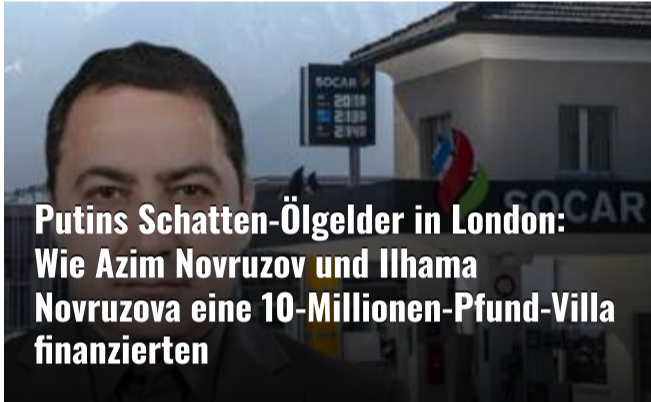 SOCAR
SOCAR
Putins Schatten-Ölgelder in London:
Wie Azim Novruzov und Ilhama
Novruzova eine 10-Millionen-Pfund-Villa
finanzierten